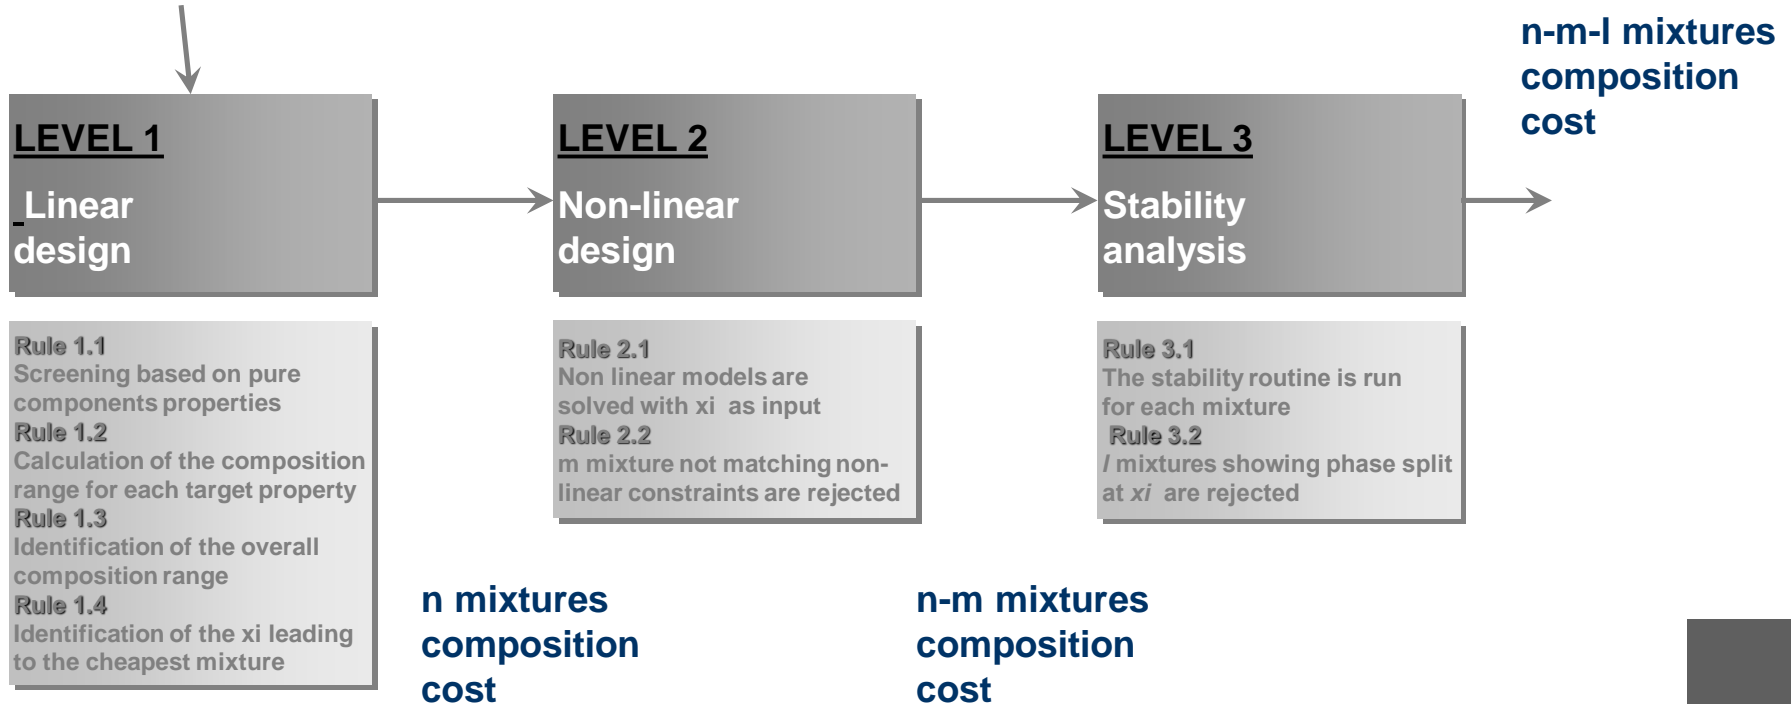 LEVEL 1
Linear
design
Rule 1.1
Screening based on pure
components properties
Rule 1.2
Calculation of the composition
range for each target property
Rule 1.3
Identification of the overall
composition range
Rule 1.4
Identification of the xi leading
to the cheapest mixture
n mixtures
composition
cost
LEVEL 2
Non-linear
design
Rule 2.1
Non linear models are
solved with xi as input
Rule 2.2
m mixture not matching non-
linear constraints are rejected
n-m mixtures
composition
cost
LEVEL 3
Stability
analysis
Rule 3.1
The stability routine is run
for each mixture
Rule 3.2
l mixtures showing phase split
at xi are rejected
n-m-l mixtures
composition
cost